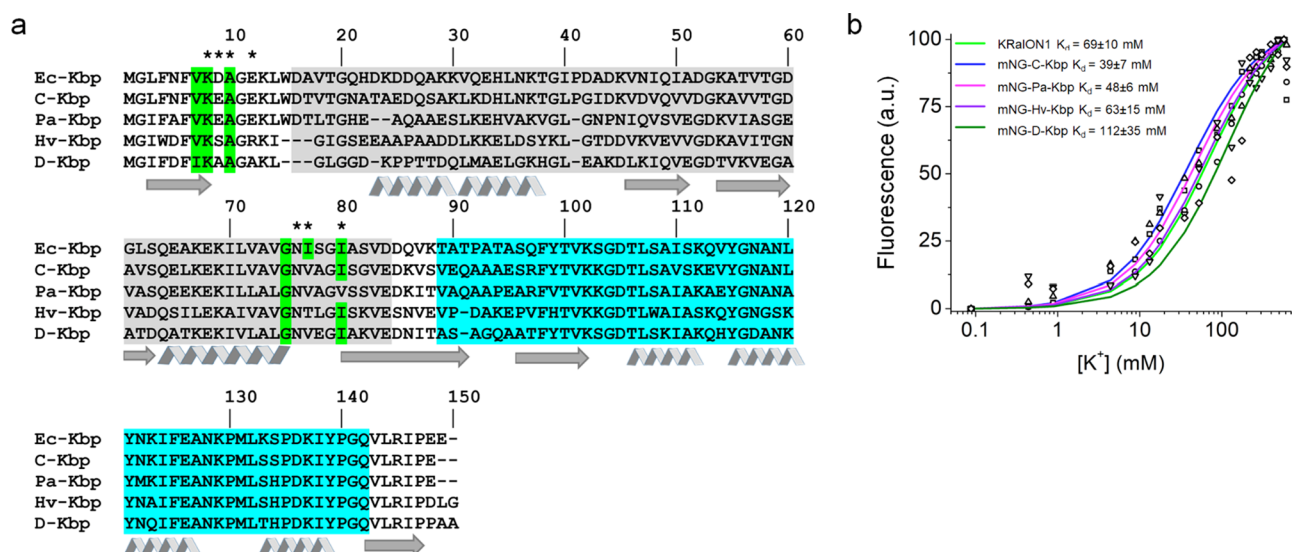 a
10 20 30 40 50 60
** * *
Ec-Kbp MGLFNFVKDAGEKLWDAVTGQHDKDDQAKKVQEHLNKTGIPDADKVNIQIADGKATVTGD
C-Kbp MGLFNFVKEAGEKLWDTVTGNATAEDQSAKLKDHLNKTGLPGIDKVDVQVVDGKAVVTGD
Pa-Kbp MGIFAFVKEAGEKLWDTLTGHE--AQAAESLKEHVAKVGL-GNPNIQVSVEGDKVIASGE
Hv-Kbp MGIWDFVKSAGRKI---GIGSEEAAPAADDLKKELDSYKL-GTDGLQVEVKGDKAVITGK
D-Kbp MGIFDFIKAAGAKL---GLGGD-KPPTTDQLMAELGKHGL-EAKDLKIQVEGDTVKVEGA
70 80 90 100 110 120
** *
Ec-Kbp GLSQEAKEKILVAVGNISGIASVDDQVKTATPATASQFYTVKSGDTLSAISKQVYGNANL
C-Kbp AVSQELKEKILVAVGNVAGISGVEDKVSVEQAAAESRFYTVKSGDTLSAVSKEVYGNANL
Pa-Kbp VASQEEKEKILLALGNVAGVSAVEDKITVAQAAPEARFVTVKSGDTLSAIAKAEYGNSNA
Hv-Kbp VADQSILEKAIVAVGNTLGISKVESNVEVP-DAKEPVFHTVKSGDTLWAIASKQYGNGSK
D-Kbp ATDQATKEKIVLALGNVEGIAKVEDNITAS-AGQAATFYTVKSGDTLSKIAKQHYGDANK
130 140 150
Ec-Kbp YNKIFEANKPMLKSPDKIYPGQVLRIPEE-
C-Kbp YNKIFEANKPMLSSPDKIYPGQVLRIPE--
Pa-Kbp YMKIFEANKPMLSHPDKIYPGQVLRIPE--
Hv-Kbp YNAIFEANKPMLSHPDKIYPGQVLRIPDLG
D-Kbp YNQIFEANKPMLTHPDKIYPGQVLRIPPAA
b
Fluorescence (a.u.)
100
75
50
25
0
KRaION1 Kd = 69±10 mM
mNG-C-Kbp Kd = 39±7 mM
mNG-Pa-Kbp Kd = 48±6 mM
mNG-Hv-Kbp Kd = 63±15 mM
mNG-D-Kbp Kd = 112±35 mM
0.1 1 10 100
[K+] (mM)